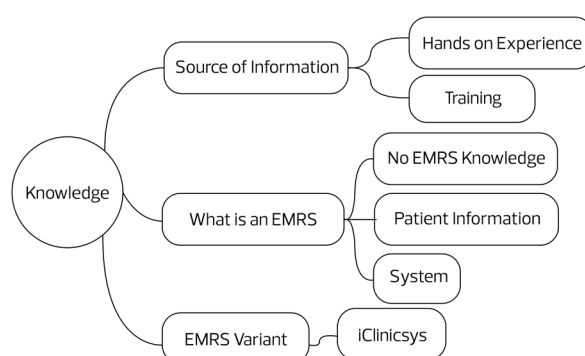 Knowledge
Source of Information
Hands on Experience
Training
What is an EMRS
No EMRS Knowledge
Patient Information
System
EMRS Variant
iClinicsys